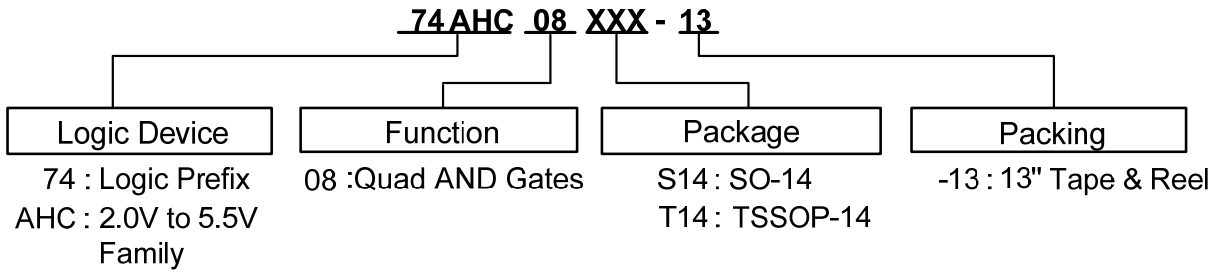 74 AHC 08 XXX - 13
Logic Device
Function
Package
Packing
74 : Logic Prefix
AHC : 2.0V to 5.5V
Family
08 :Quad AND Gates
S14 : SO-14
T14 : TSSOP-14
-13 : 13" Tape & Reel